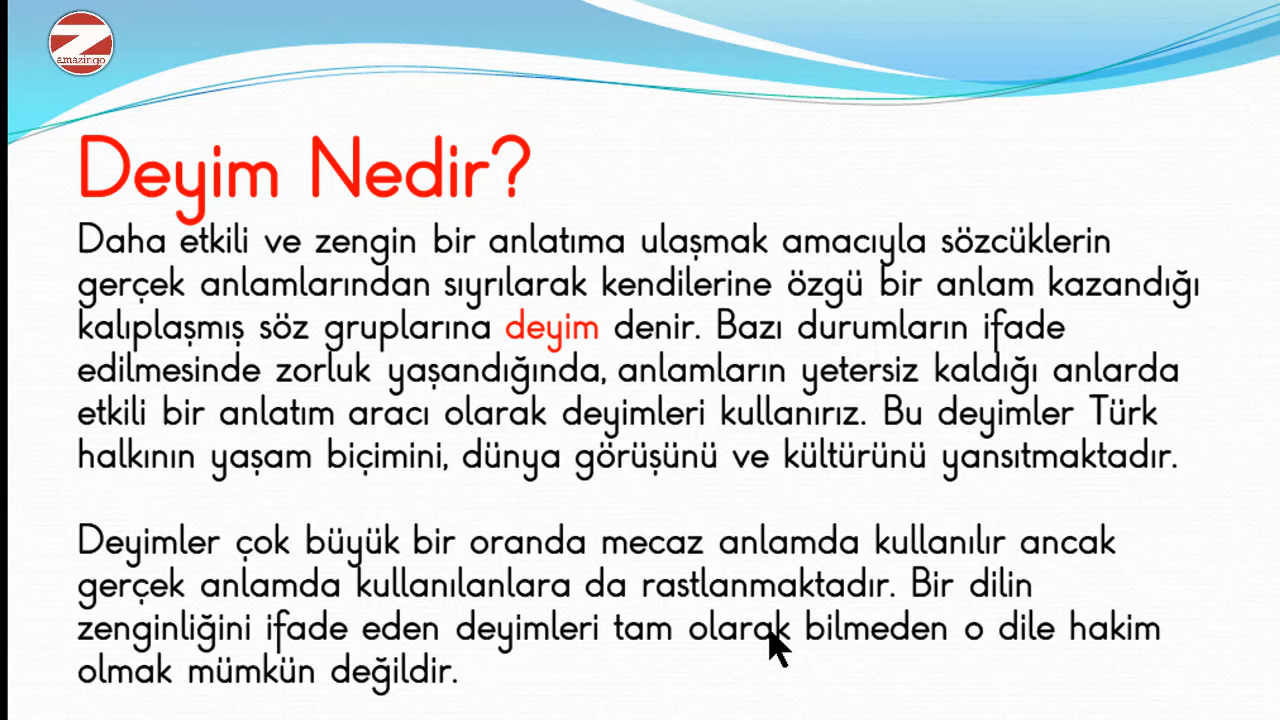 amazingo
Deyim Nedir?
Daha etkili ve zengin bir anlatıma ulaşmak amacıyla sözcüklerin
gerçek anlamlarından sıyrılarak kendilerine özgü bir anlam kazandığı
kalıplaşmış söz gruplarına deyim denir. Bazı durumların ifade
edilmesinde zorluk yaşandığında, anlamların yetersiz kaldığı anlarda
etkili bir anlatım aracı olarak deyimleri kullanırız. Bu deyimler Türk
halkının yaşam biçimini, dünya görüşünü ve kültürünü yansıtmaktadır.
Deyimler çok büyük bir oranda mecaz anlamda kullanılır ancak
gerçek anlamda kullanılanlara da rastlanmaktadır. Bir dilin
zenginliğini ifade eden deyimleri tam olarak bilmeden o dile hakim
olmak mümkün değildir.